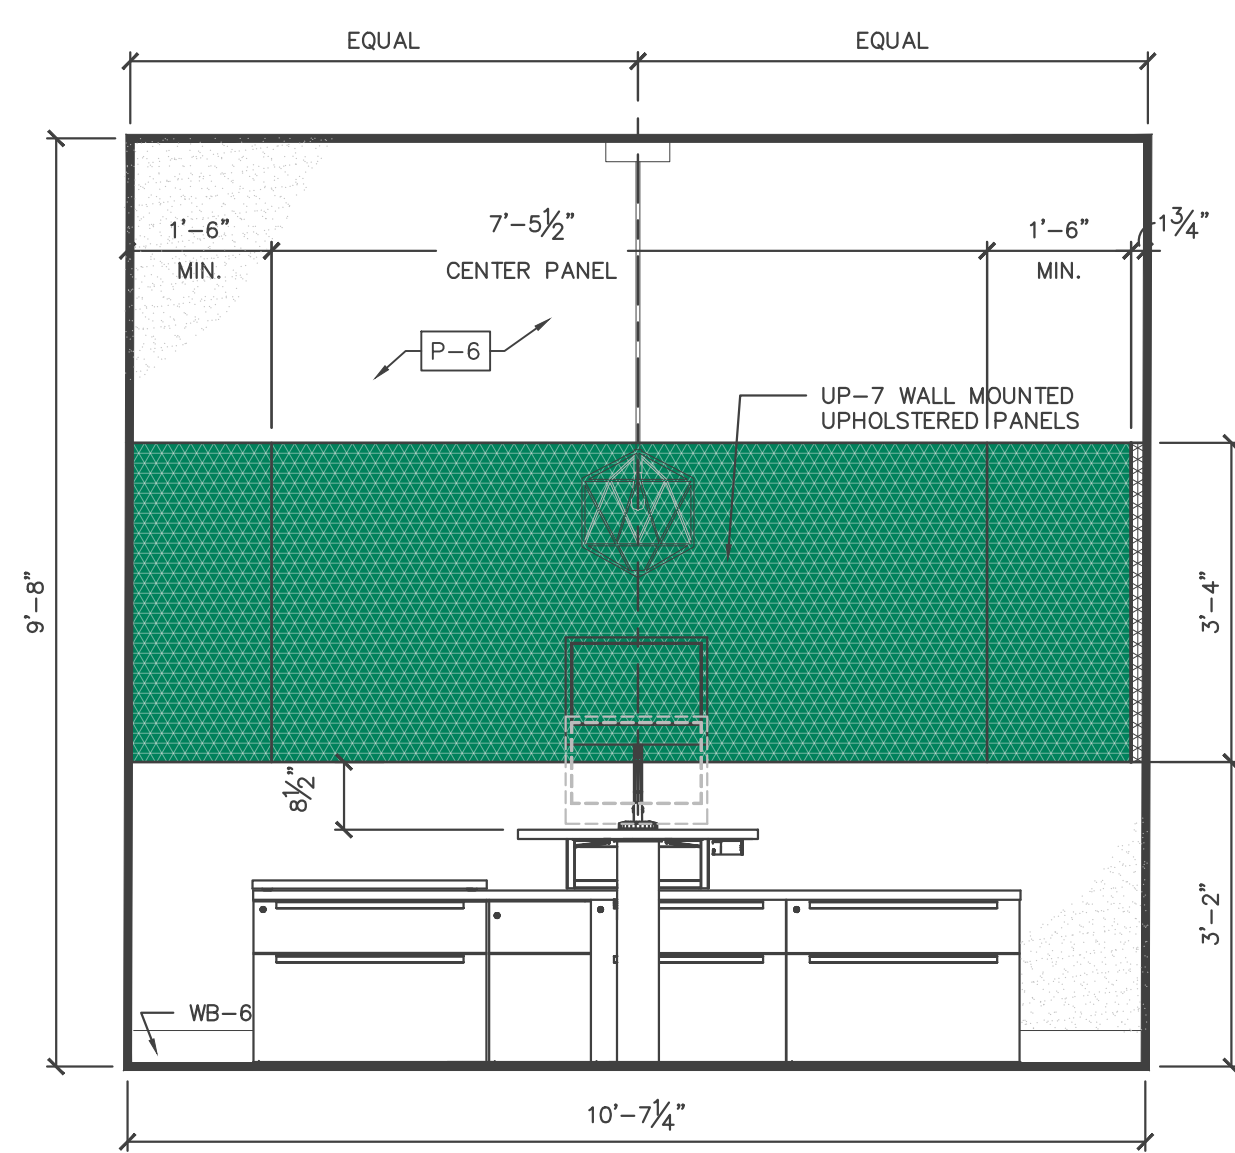 EQUAL
EQUAL
1'-6"
MIN.
7'-5½"
CENTER PANEL
1'-6"
MIN.
1¾"
P-6
UP-7 WALL MOUNTED
UPHOLSTERED PANELS
9'-8"
3'-4"
8½"
3'-2"
WB-6
10'-7¼"